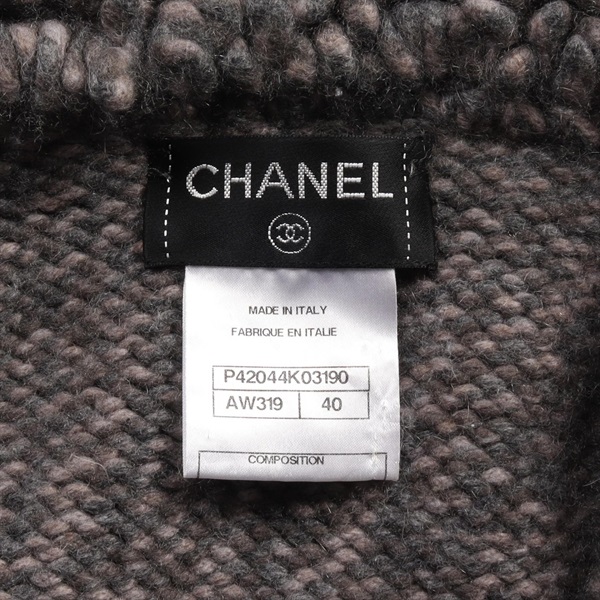 CHANEL
MADE IN ITALY
FABRIQUE EN ITALIE
P42044K03190
AW319 40
COMPOSITION